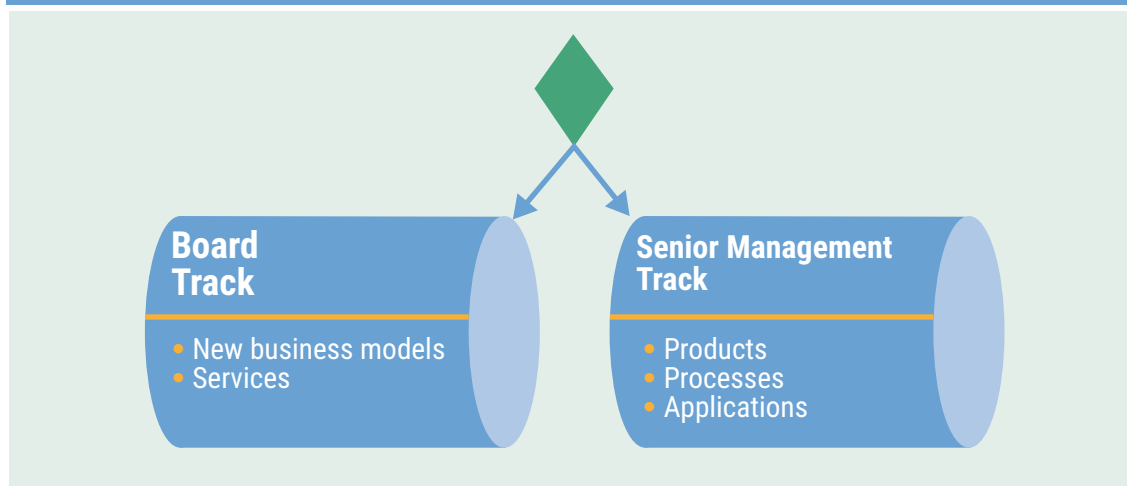 Board
Track
• New business models
• Services
Senior Management
Track
• Products
• Processes
• Applications